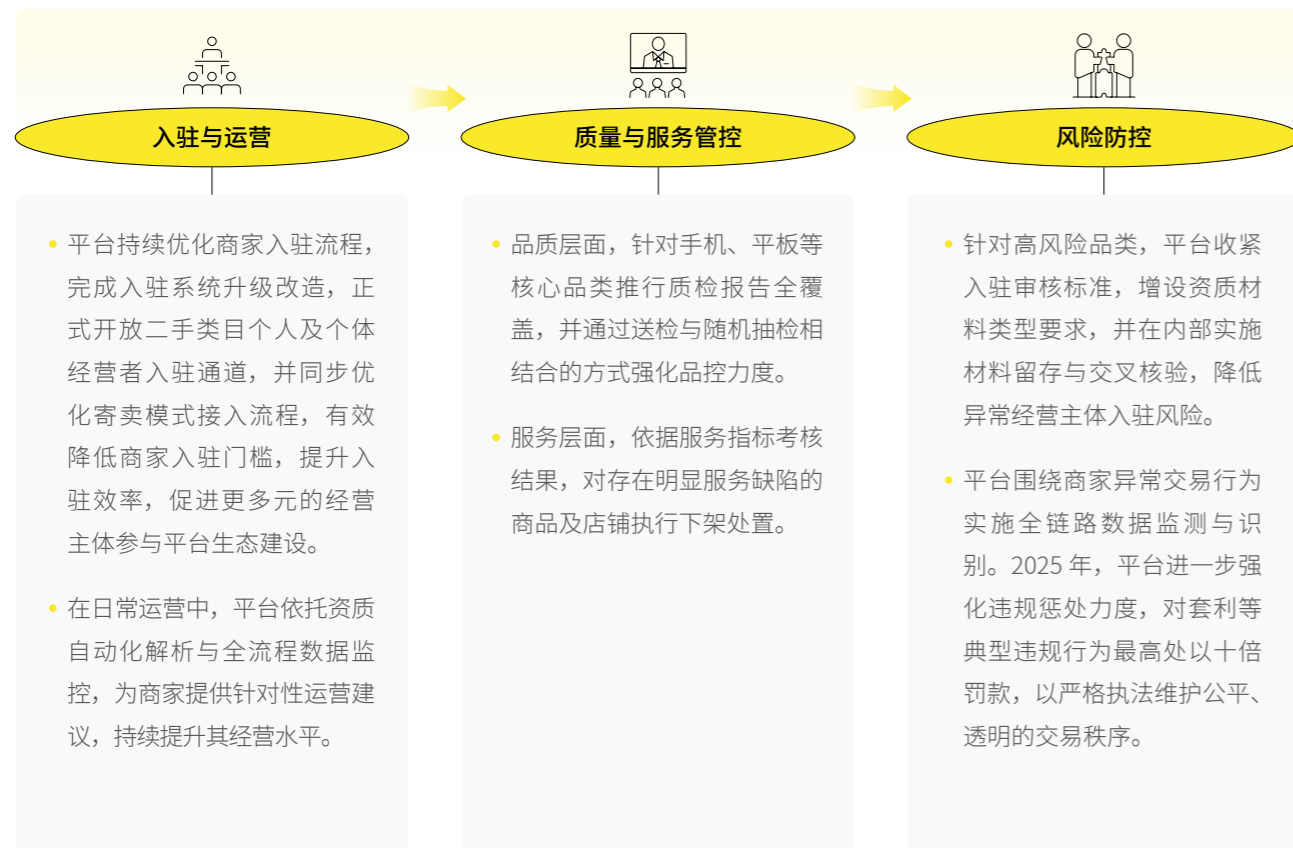 入驻与运营
平台持续优化商家入驻流程，
完成入驻系统升级改造，正
式开放二手类目个人及个体
经营者入驻通道，并同步优
化寄卖模式接入流程，有效
降低商家入驻门槛，提升入
驻效率，促进更多元的经营
主体参与平台生态建设。
在日常运营中，平台依托资质
自动化解析与全流程数据监
控，为商家提供针对性运营建
议，持续提升其经营水平。
质量与服务管控
品质层面，针对手机、平板等
核心品类推行质检报告全覆
盖，并通过送检与随机抽检相
结合的方式强化品控力度。
服务层面，依据服务指标考核
结果，对存在明显服务缺陷的
商品及店铺执行下架处置。
风险防控
针对高风险品类，平台收紧
入驻审核标准，增设资质材
料类型要求，并在内部实施
材料留存与交叉核验，降低
异常经营主体入驻风险。
平台围绕商家异常交易行为
实施全链路数据监测与识
别。2025 年，平台进一步强
化违规惩处力度，对套利等
典型违规行为最高处以十倍
罚款，以严格执法维护公平、
透明的交易秩序。